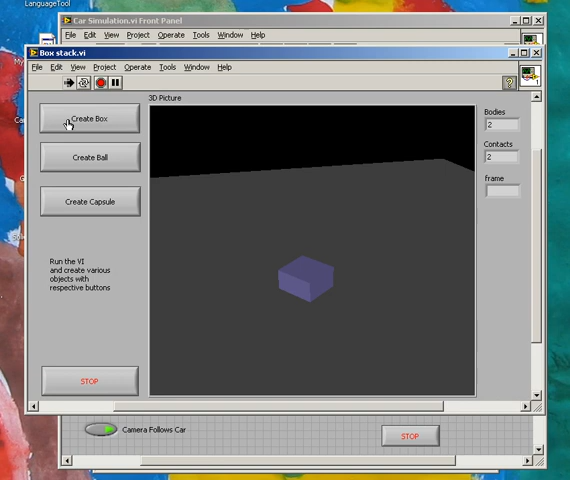 LanguageTool
Car Simulation.vi Front Panel
File Edit View Project Operate Tools Window Help
Box stack.vi
File Edit View Project Operate Tools Window Help
3D Picture
Create Box
Create Ball
Create Capsule
Run the VI
and create various
objects with
respective buttons
STOP
Bodies
2
Contacts
2
frame
Camera Follows Car
STOP